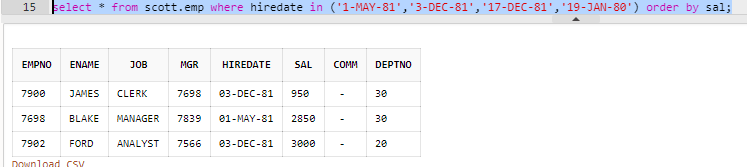 15 select * from scott.emp where hiredate in ('1-MAY-81','3-DEC-81','17-DEC-81','19-JAN-80') order by sal;
EMPNO ENAME JOB MGR HIREDATE SAL COMM DEPTNO
7900 JAMES CLERK 7698 03-DEC-81 950 - 30
7698 BLAKE MANAGER 7839 01-MAY-81 2850 - 30
7902 FORD ANALYST 7566 03-DEC-81 3000 - 20
Download CSV